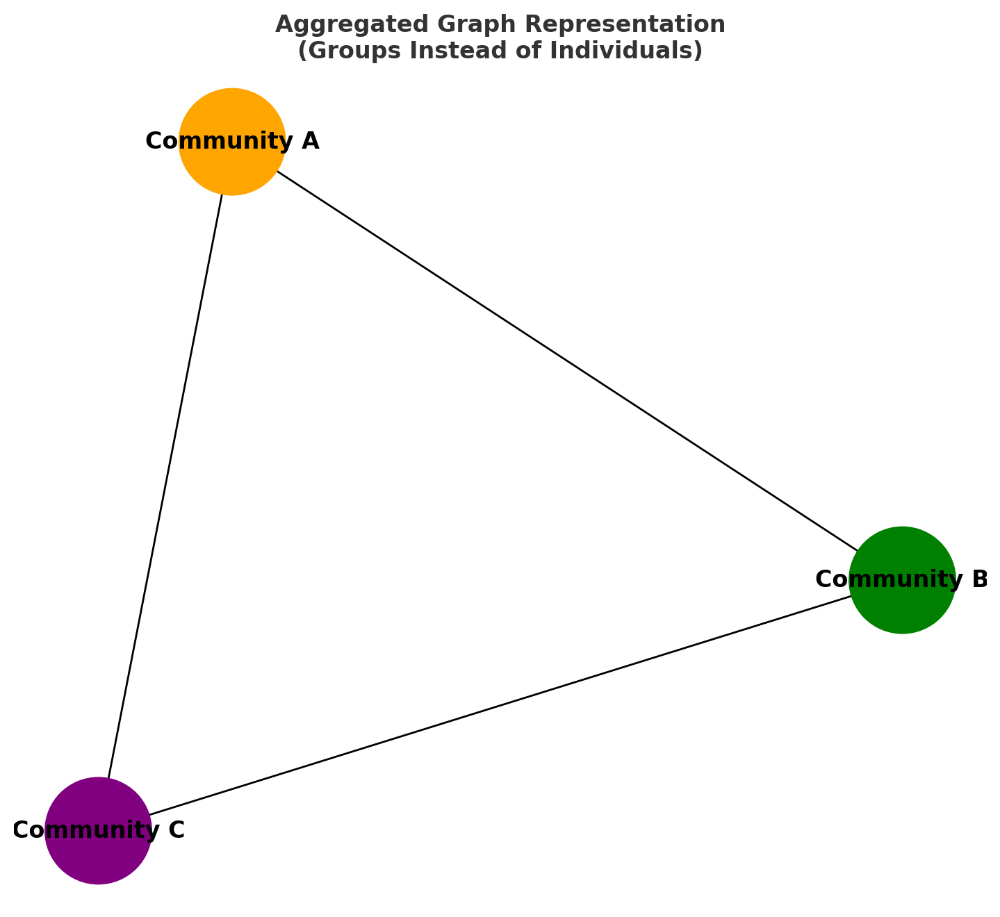 Aggregated Graph Representation
(Groups Instead of Individuals)
Community A
Community B
Community C